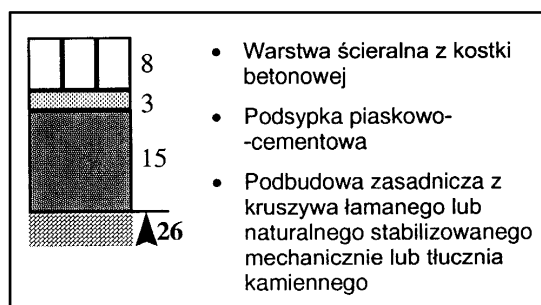 8
3
15
26
• Warstwa ścieralna z kostki
betonowej
• Podsypka piaskowo-
-cementowa
• Podbudowa zasadnicza z
kruszywa łamanego lub
naturalnego stabilizowanego
mechanicznie lub tłucznia
kamiennego